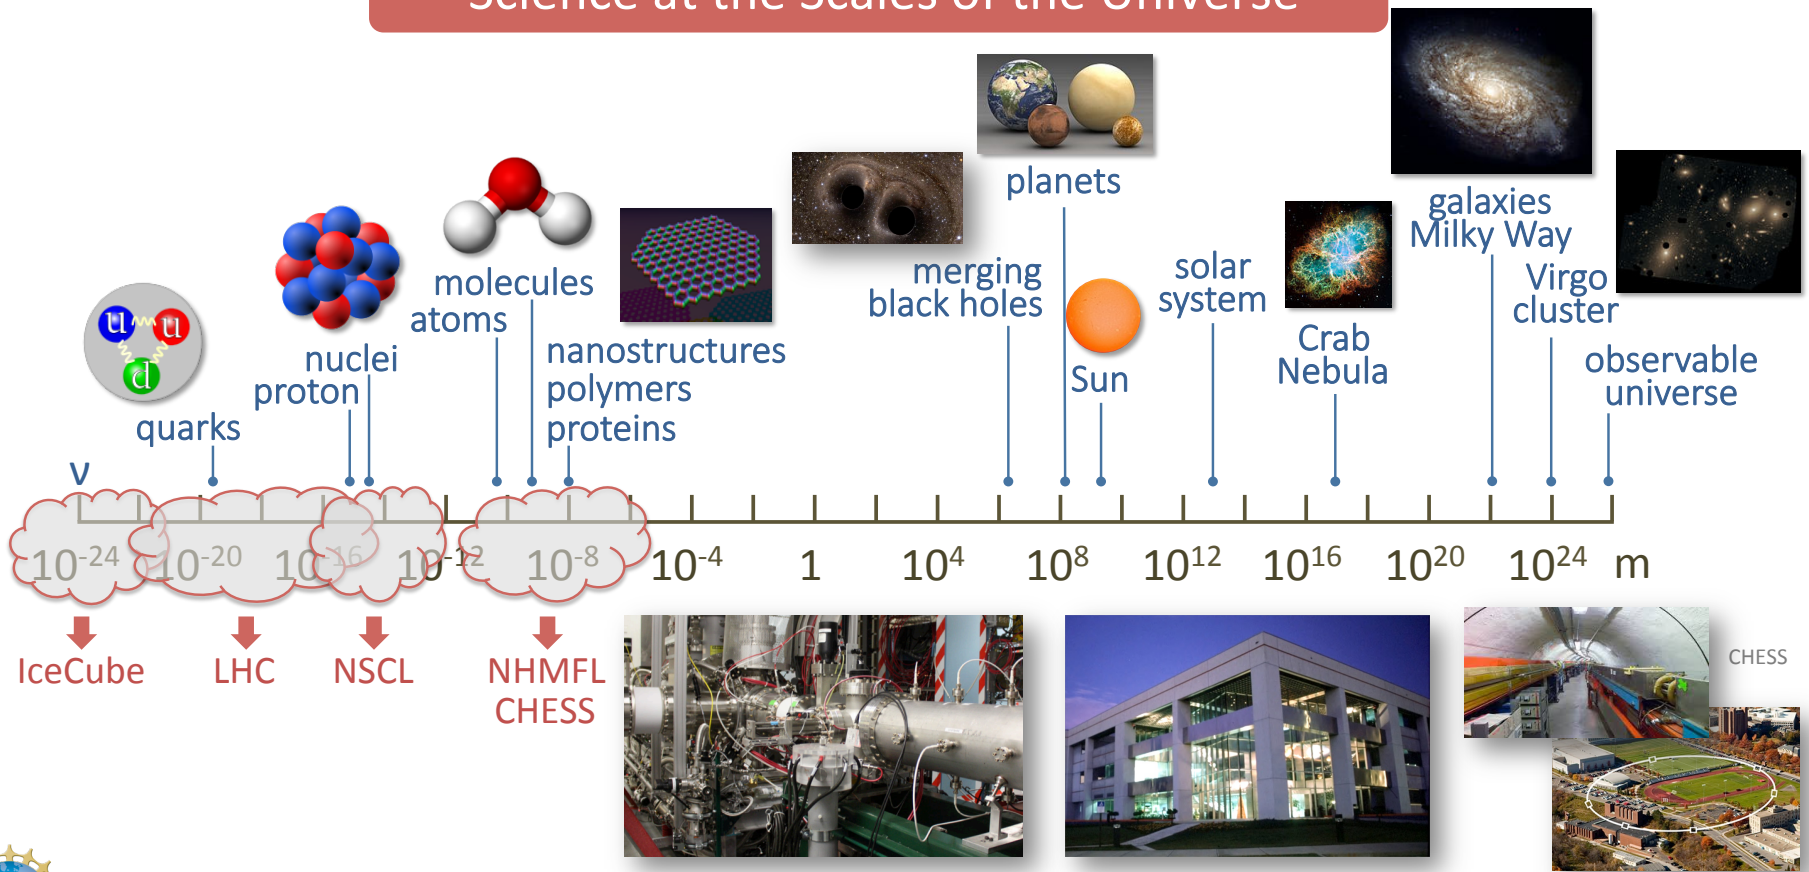 Science at the Scales of the Universe
planets
galaxies
Milky Way
merging
black holes
solar
system
Virgo
cluster
molecules
atoms
Crab
Nebula
nuclei
proton
nanostructures
polymers
proteins
Sun
observable
universe
u u
d
quarks
ν
10⁻²⁴ 10⁻²⁰ 10⁻¹⁶ 10⁻¹² 10⁻⁸ 10⁻⁴ 1 10⁴ 10⁸ 10¹² 10¹⁶ 10²⁰ 10²⁴ m
IceCube LHC NSCL NHMFL
CHESS
CHESS